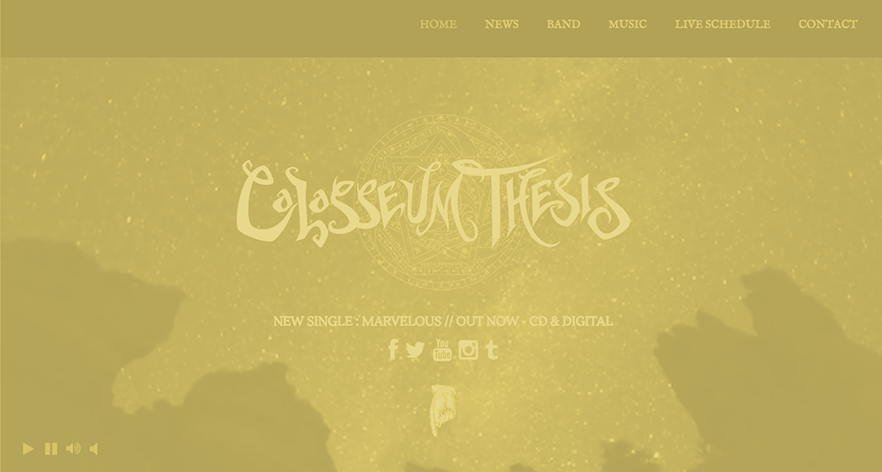 HOME NEWS BAND MUSIC LIVE SCHEDULE CONTACT
COLOSSEUM THESIS
NEW SINGLE : MARVELOUS // OUT NOW - CD & DIGITAL
You
Tube